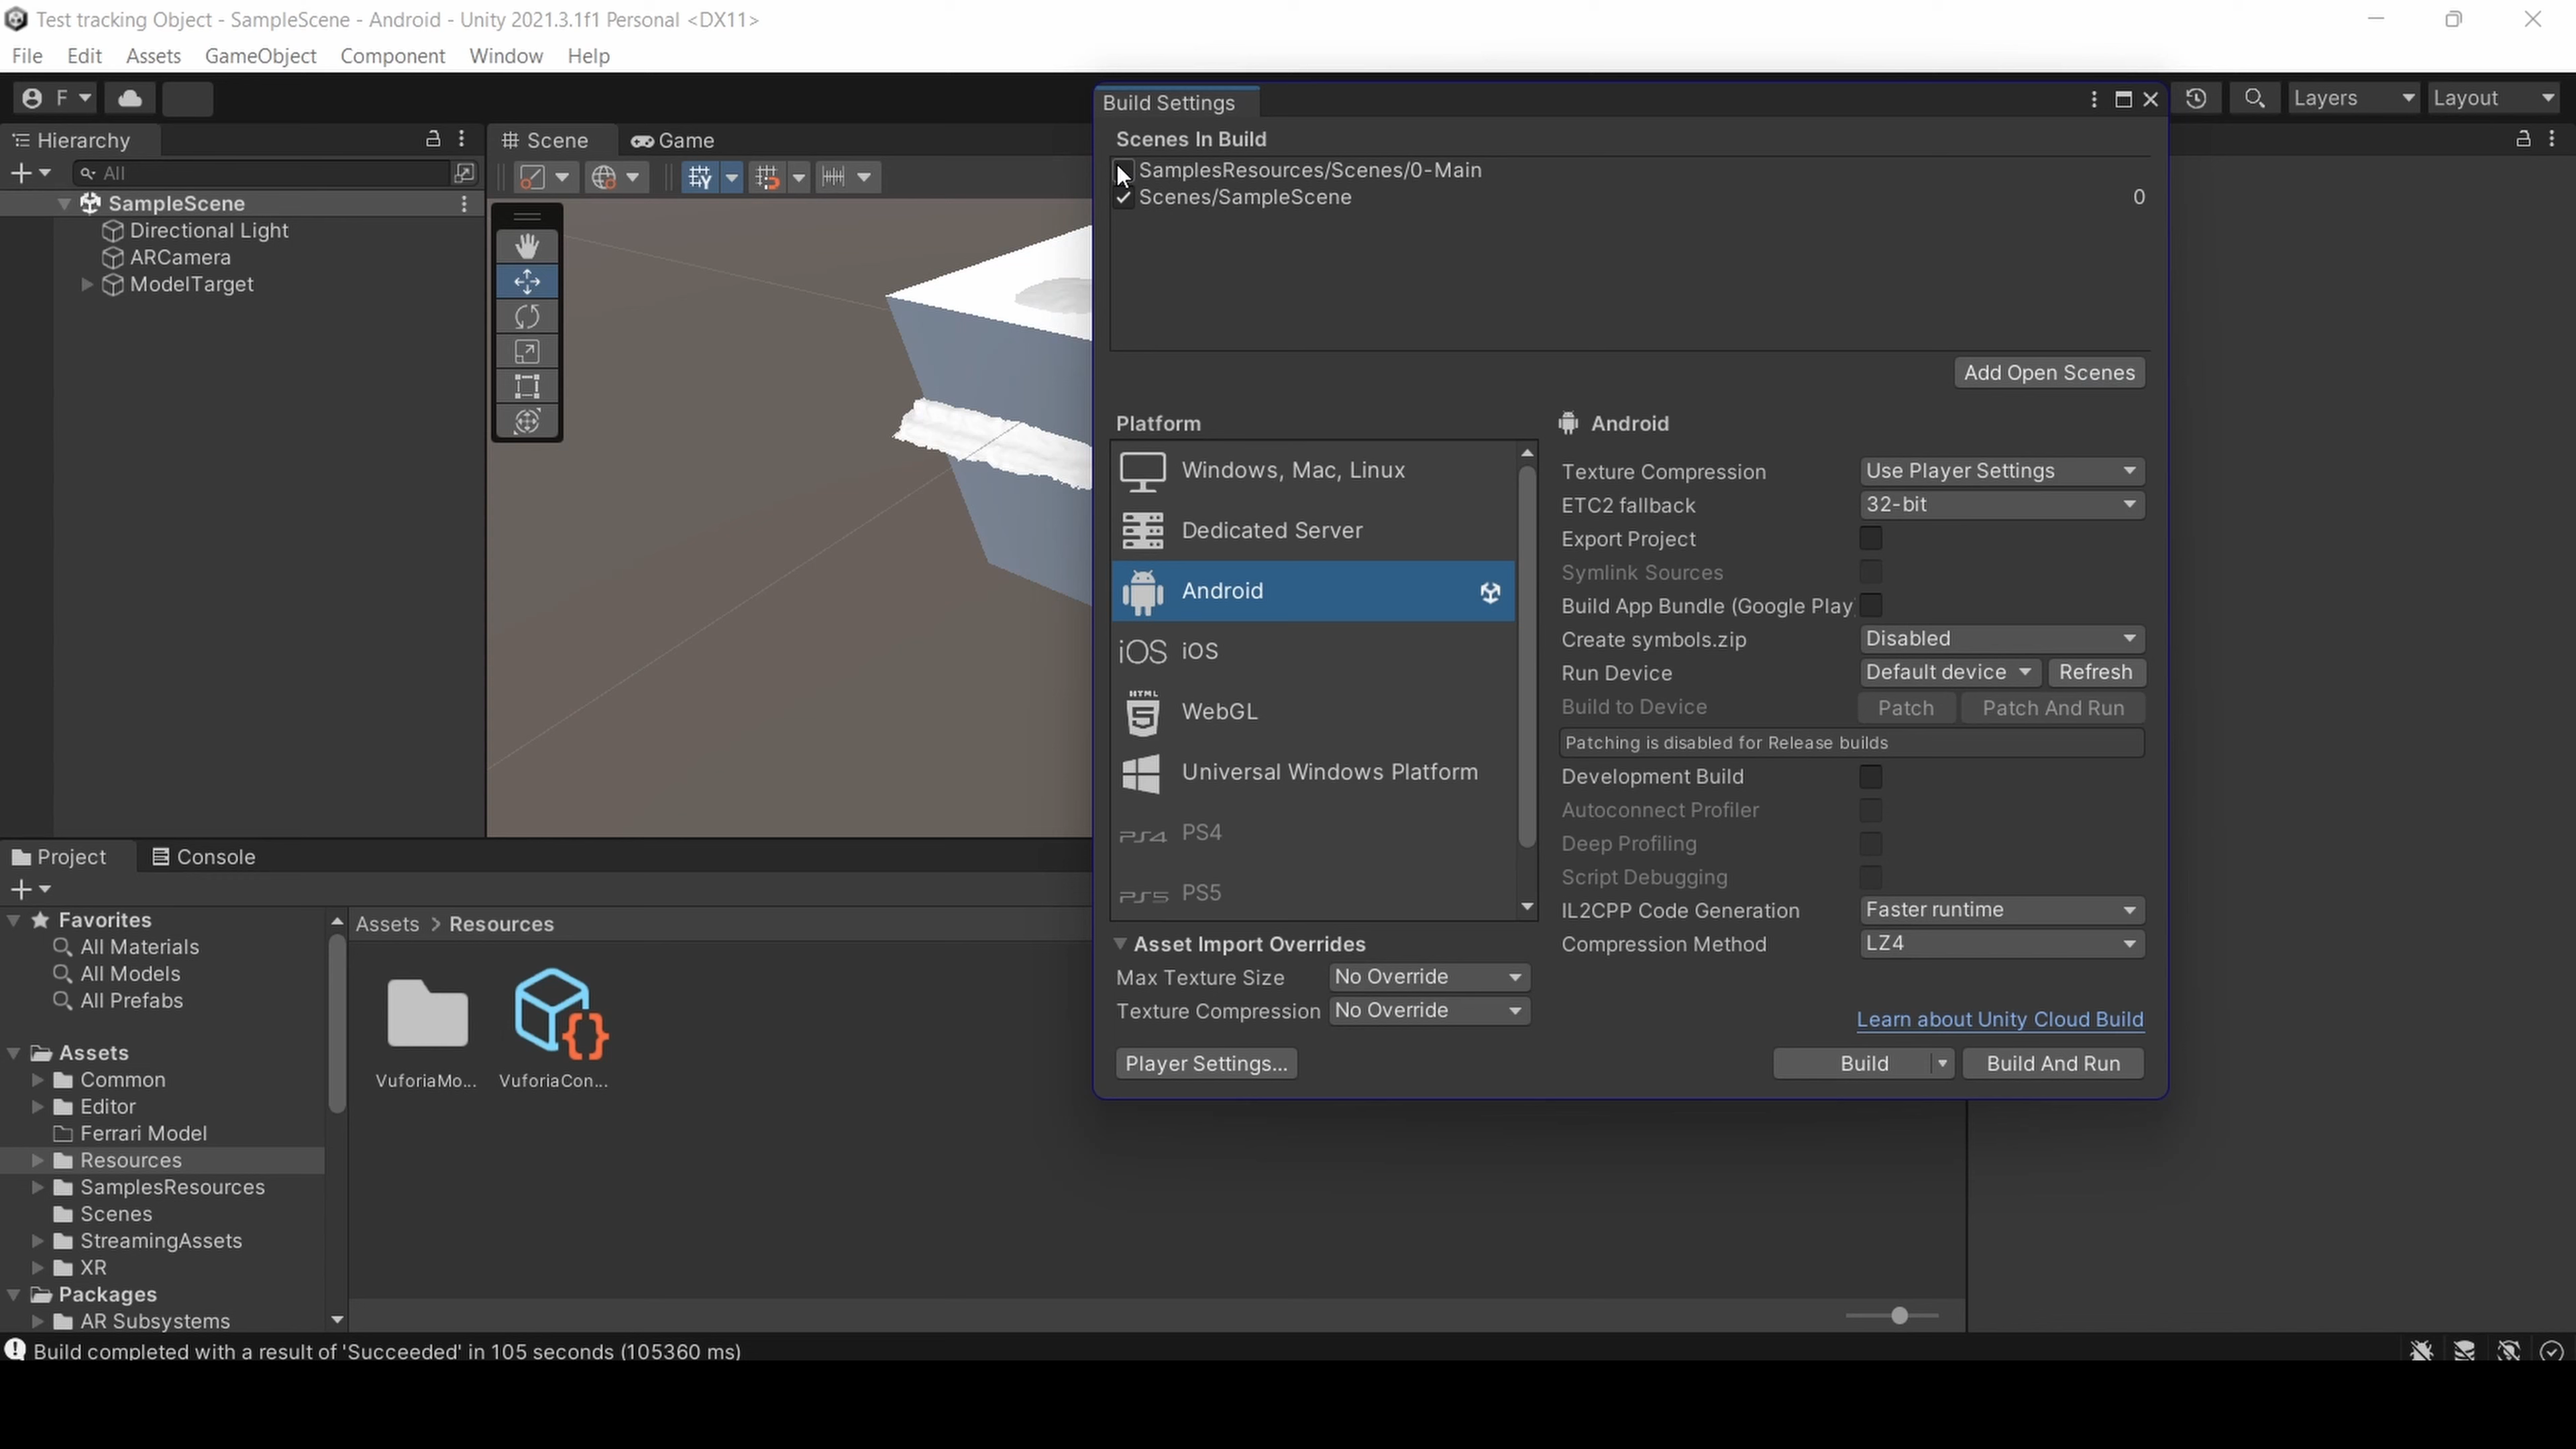 Test tracking Object - SampleScene - Android - Unity 2021.3.1f1 Personal <DX11>
File Edit Assets GameObject Component Window Help
F Layers Layout
Build Settings
Hierarchy
All
SampleScene
Directional Light
ARCamera
ModelTarget
Scene Game
Scenes In Build
SamplesResources/Scenes/0-Main
Scenes/SampleScene 0
Add Open Scenes
Platform
Windows, Mac, Linux
Dedicated Server
Android
iOS iOS
HTML 5 WebGL
Universal Windows Platform
PS4 PS4
PS5 PS5
Android
Texture Compression Use Player Settings
ETC2 fallback 32-bit
Export Project
Symlink Sources
Build App Bundle (Google Play
Create symbols.zip Disabled
Run Device Default device Refresh
Build to Device Patch Patch And Run
Patching is disabled for Release builds
Development Build
Autoconnect Profiler
Deep Profiling
Script Debugging
IL2CPP Code Generation Faster runtime
Compression Method LZ4
Asset Import Overrides
Max Texture Size No Override
Texture Compression No Override
Learn about Unity Cloud Build
Player Settings... Build Build And Run
Project Console
Favorites
All Materials
All Models
All Prefabs
Assets
Common
Editor
Ferrari Model
Resources
SamplesResources
Scenes
StreamingAssets
XR
Packages
AR Subsystems
Assets > Resources
VuforiaMo... VuforiaCon...
Build completed with a result of 'Succeeded' in 105 seconds (105360 ms)